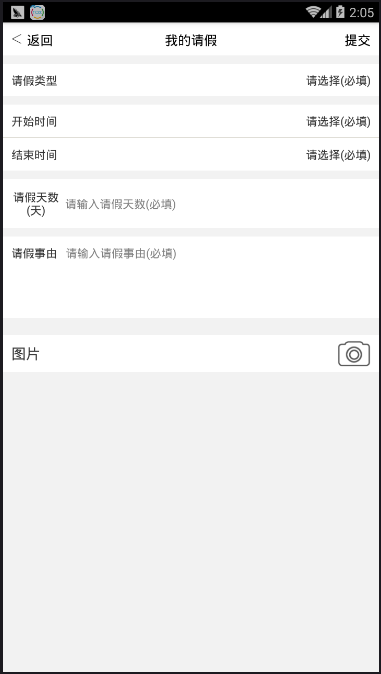 2:05
< 返回 我的请假 提交
请假类型 请选择(必填)
开始时间 请选择(必填)
结束时间 请选择(必填)
请假天数
(天) 请输入请假天数(必填)
请假事由 请输入请假事由(必填)
图片